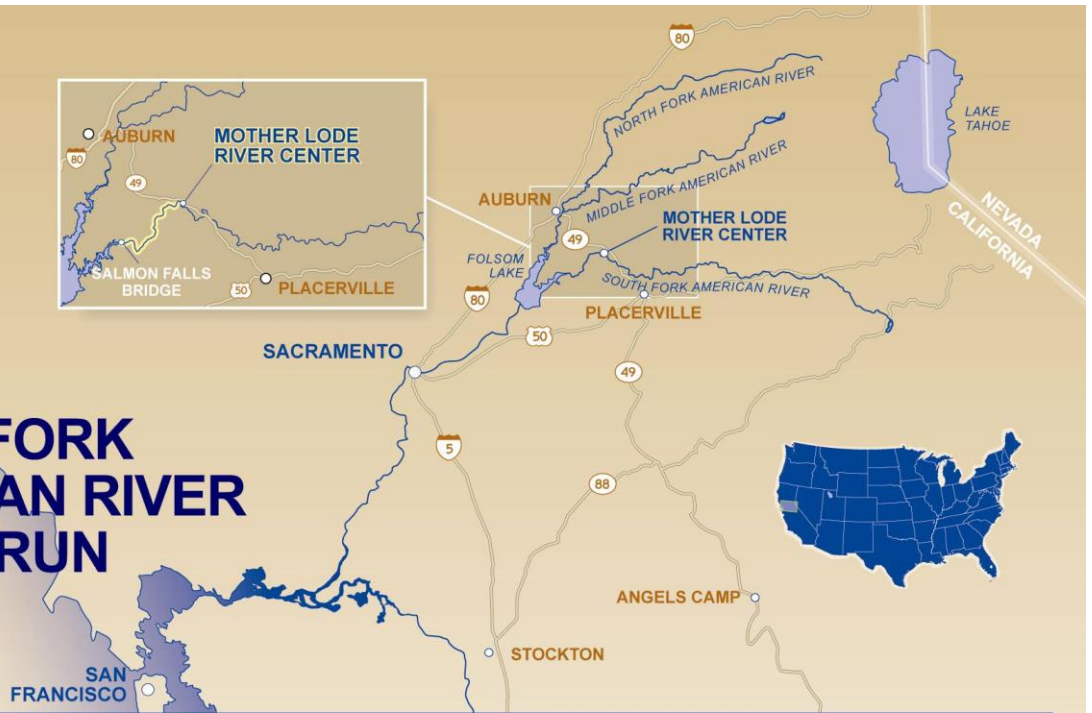 80
NORTH FORK AMERICAN RIVER
LAKE
TAHOE
AUBURN
MOTHER LODE
RIVER CENTER
80
49
SALMON FALLS
BRIDGE
50
PLACERVILLE
MIDDLE FORK AMERICAN RIVER
AUBURN
MOTHER LODE
RIVER CENTER
49
NEVADA
CALIFORNIA
FOLSOM
LAKE
SOUTH FORK AMERICAN RIVER
80
PLACERVILLE
50
SACRAMENTO
49
FORK
AN RIVER
RUN
5
88
ANGELS CAMP
STOCKTON
SAN
FRANCISCO